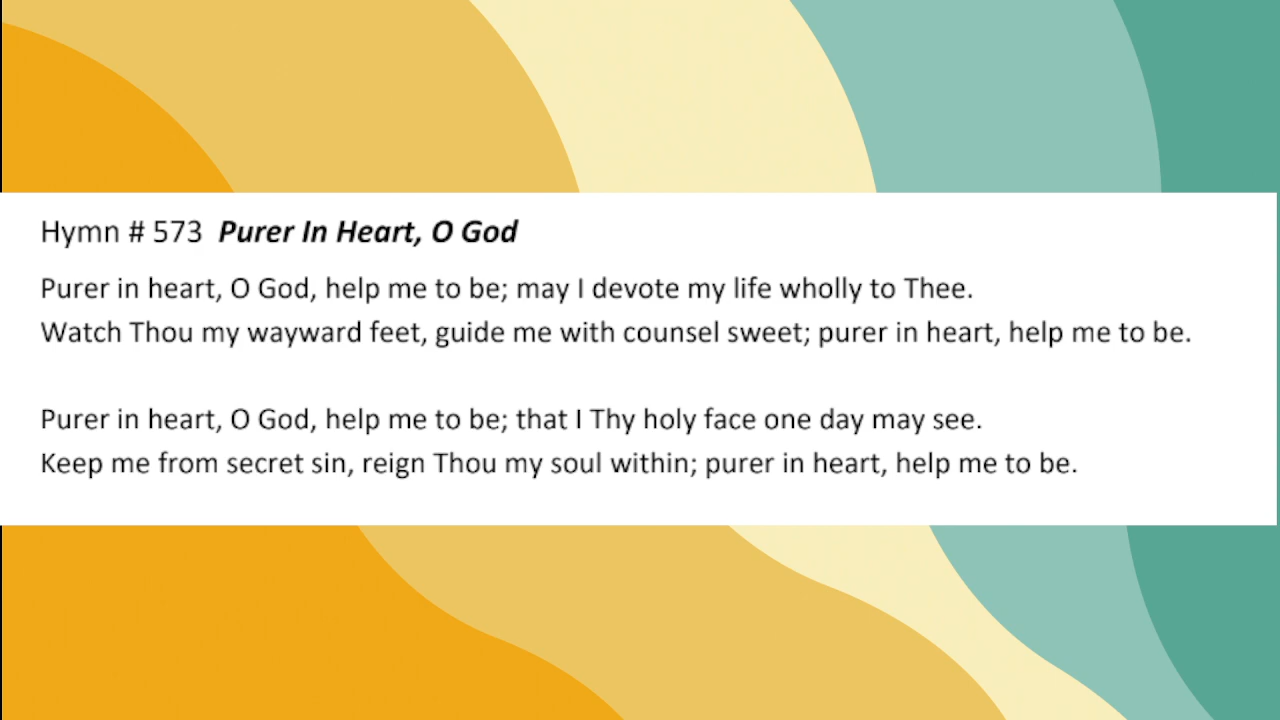 Hymn # 573 Purer In Heart, O God
Purer in heart, O God, help me to be; may I devote my life wholly to Thee.
Watch Thou my wayward feet, guide me with counsel sweet; purer in heart, help me to be.
Purer in heart, O God, help me to be; that I Thy holy face one day may see.
Keep me from secret sin, reign Thou my soul within; purer in heart, help me to be.